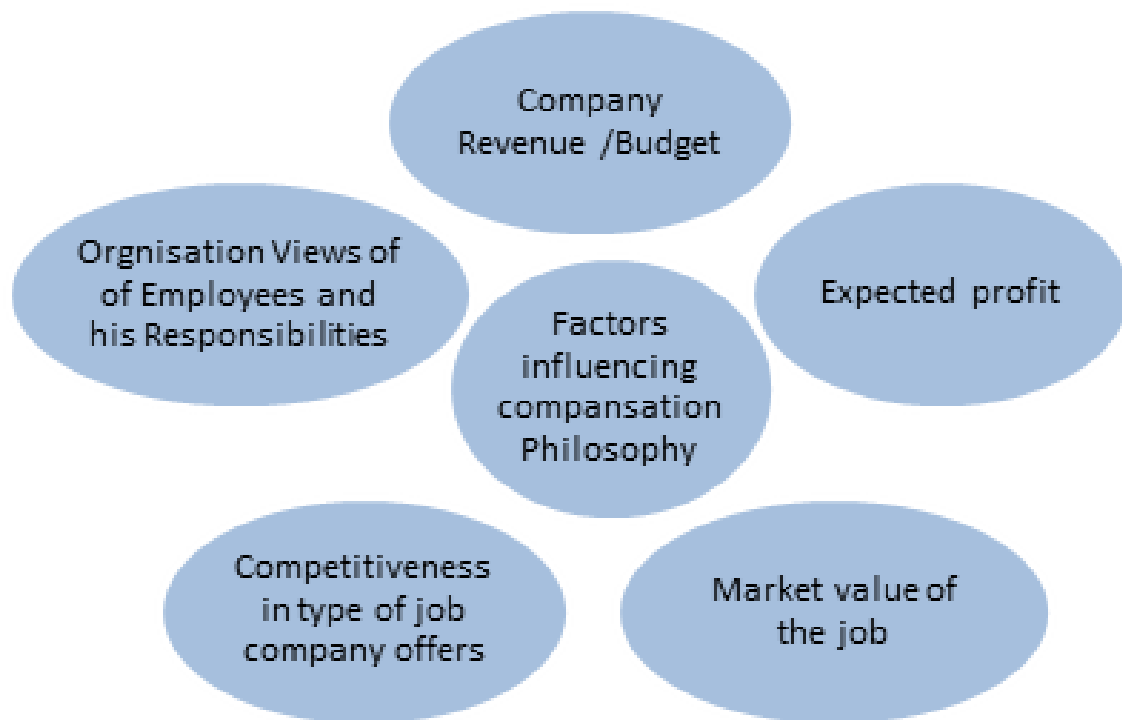 Company
Revenue /Budget
Orgnisation Views of
of Employees and
his Responsibilities
Expected profit
Factors
influencing
compansation
Philosophy
Competitiveness
in type of job
company offers
Market value of
the job